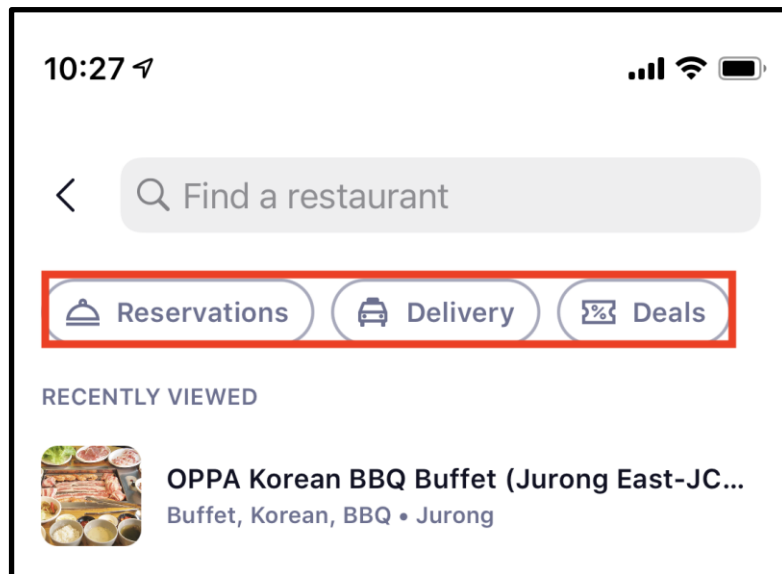 10:27
Find a restaurant
Reservations Delivery Deals
RECENTLY VIEWED
OPPA Korean BBQ Buffet (Jurong East-JC...
Buffet, Korean, BBQ • Jurong